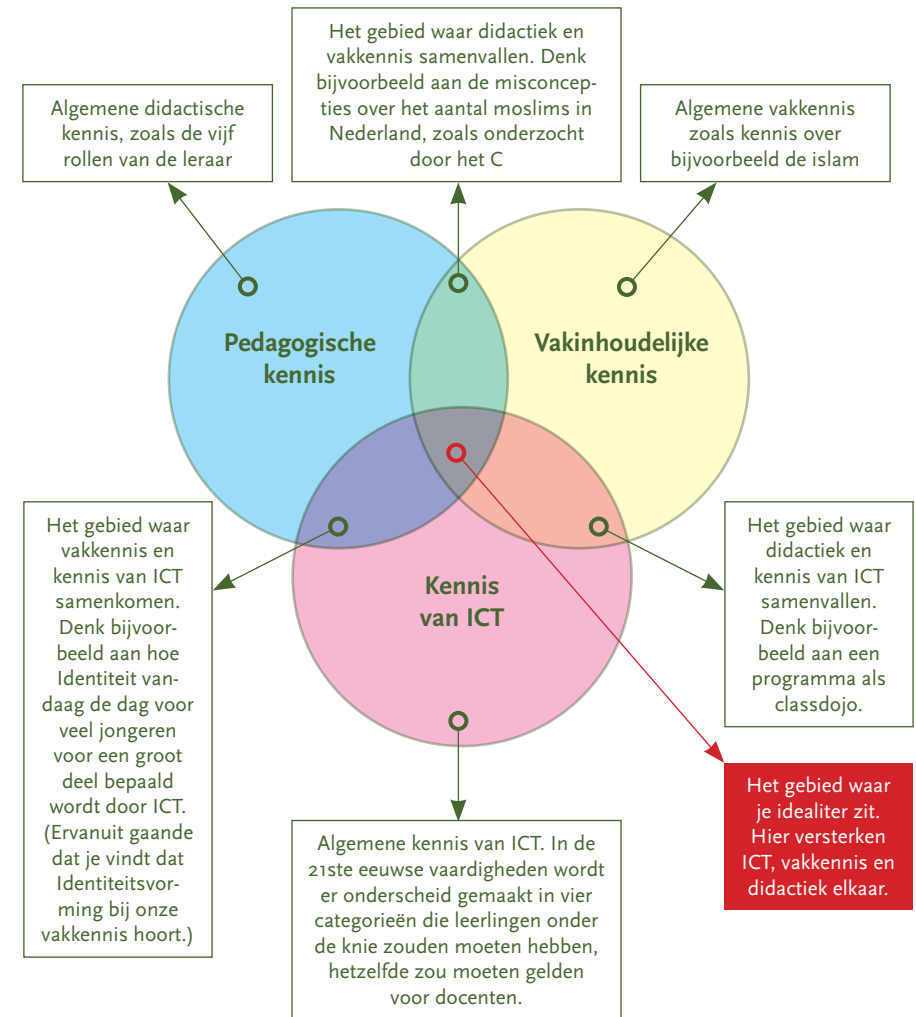 Het gebied waar didactiek en
vakkennis samenvallen. Denk
bijvoorbeeld aan de misconcep-
ties over het aantal moslims in
Nederland, zoals onderzocht
door het C
Algemene didactische
kennis, zoals de vijf
rollen van de leraar
Algemene vakkennis
zoals kennis over
bijvoorbeeld de islam
Pedagogische
kennis
Vakinhoudelijke
kennis
Kennis
van ICT
Het gebied waar
vakkennis en
kennis van ICT
samenkomen.
Denk bijvoor-
beeld aan hoe
Identiteit van-
daag de dag voor
veel jongeren
voor een groot
deel bepaald
wordt door ICT.
(Ervanuit gaande
dat je vindt dat
Identiteitsvor-
ming bij onze
vakkennis hoort.)
Het gebied waar
didactiek en
kennis van ICT
samenvallen.
Denk bijvoor-
beeld aan een
programma als
classdojo.
Het gebied waar
je idealiter zit.
Hier versterken
ICT, vakkennis en
didactiek elkaar.
Algemene kennis van ICT. In de
21ste eeuwse vaardigheden wordt
er onderscheid gemaakt in vier
categorieën die leerlingen onder
de knie zouden moeten hebben,
hetzelfde zou moeten gelden
voor docenten.